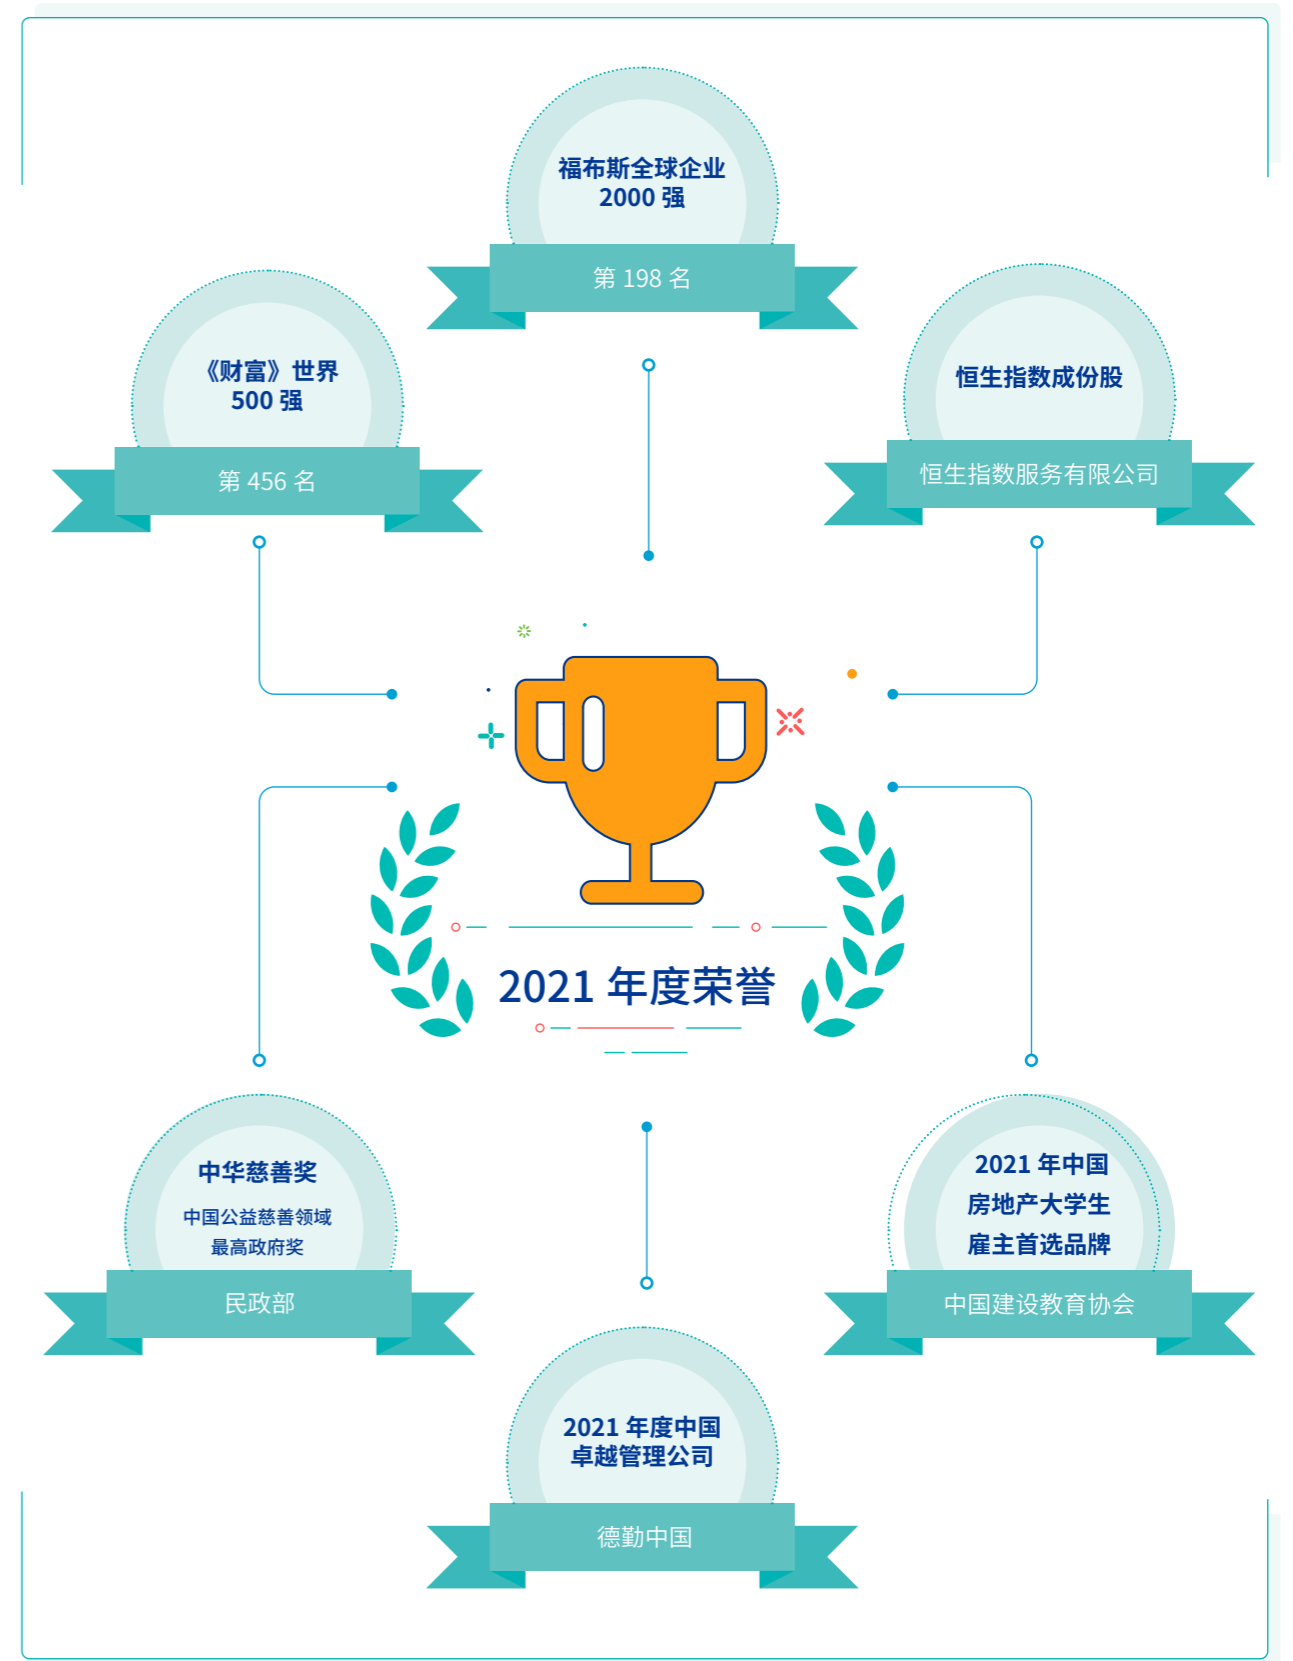 福布斯全球企业
2000 强
第 198 名
《财富》世界
500 强
第 456 名
恒生指数成份股
恒生指数服务有限公司
2021 年度荣誉
中华慈善奖
中国公益慈善领域
最高政府奖
民政部
2021 年中国
房地产大学生
雇主首选品牌
中国建设教育协会
2021 年度中国
卓越管理公司
德勤中国